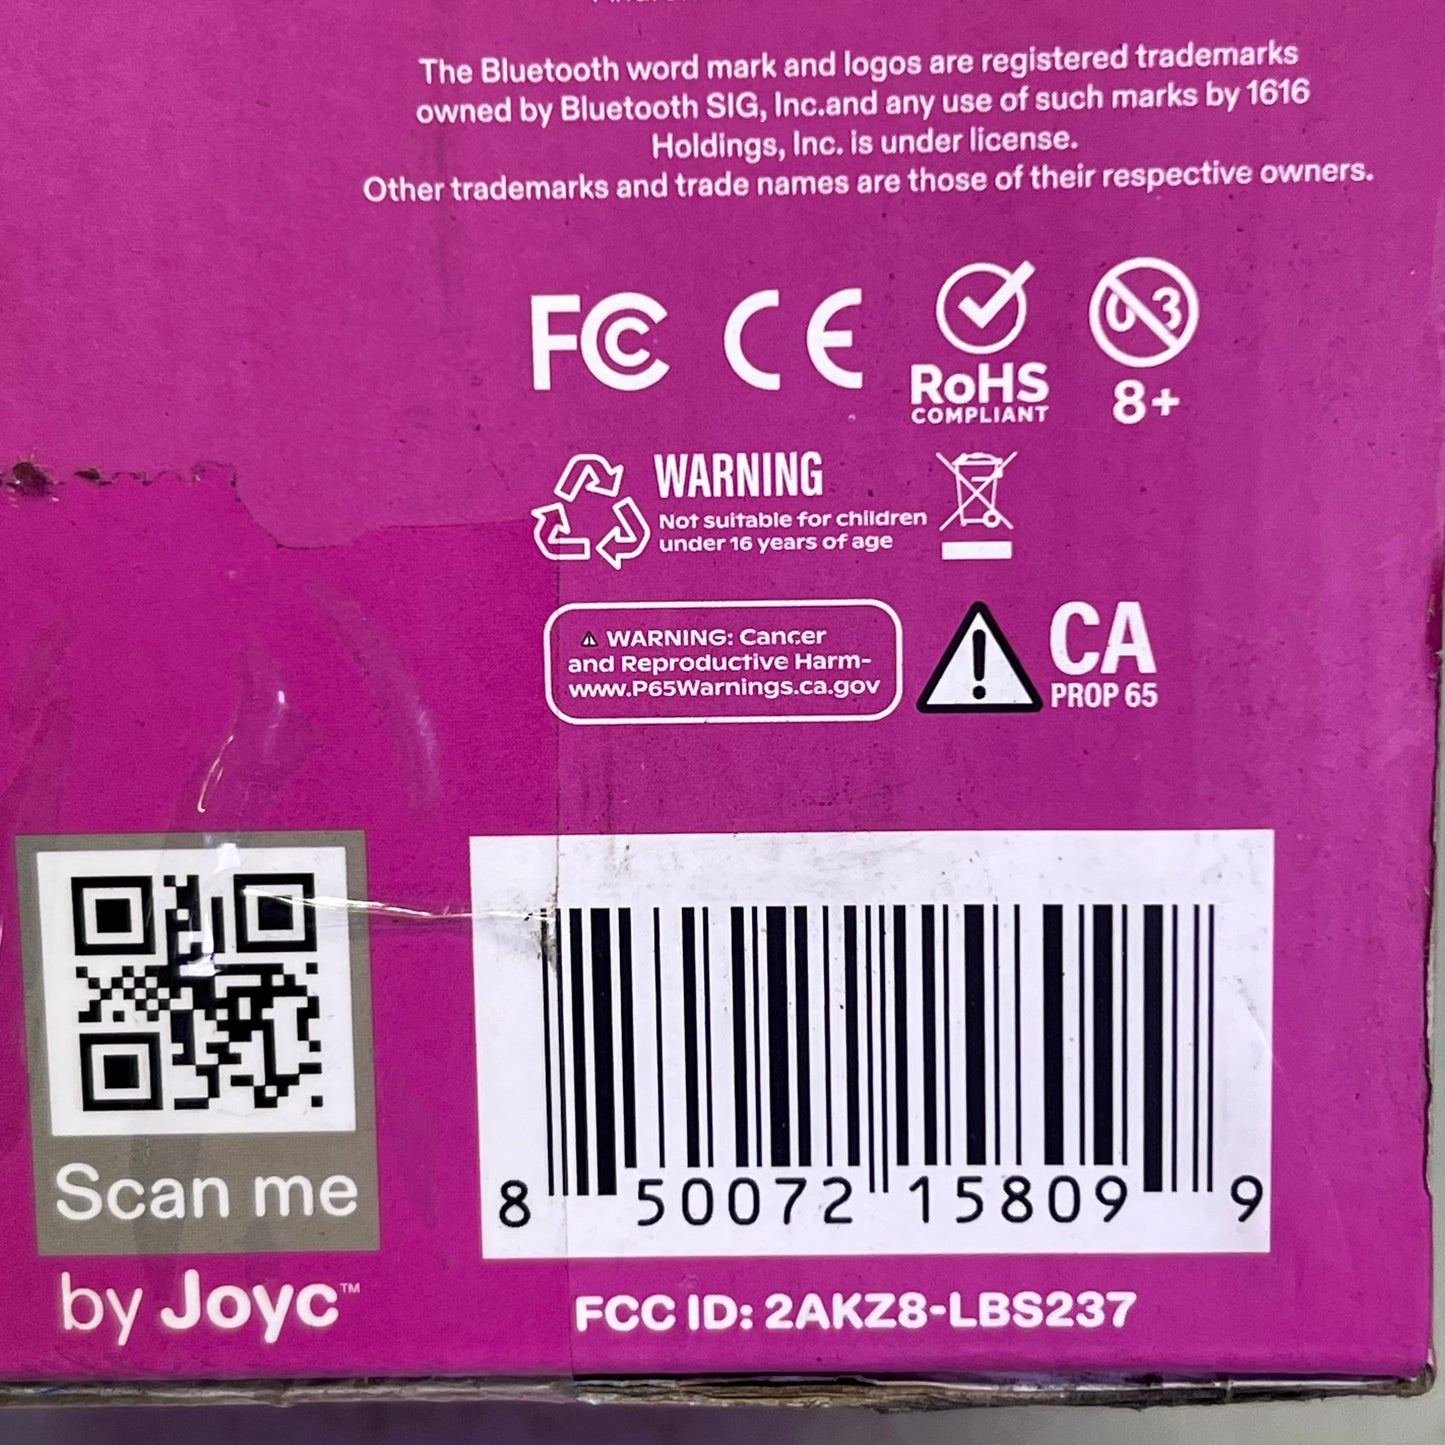 The Bluetooth word mark and logos are registered trademarks
owned by Bluetooth SIG, Inc.and any use of such marks by 1616
Holdings, Inc. is under license.
Other trademarks and trade names are those of their respective owners.
FC CE
RoHS
COMPLIANT
0-3
8+
WARNING
Not suitable for children
under 16 years of age
WARNING: Cancer
and Reproductive Harm-
www.P65Warnings.ca.gov
CA
PROP 65
Scan me
by Joyc™
8 50072 15809 9
FCC ID: 2AKZ8-LBS237